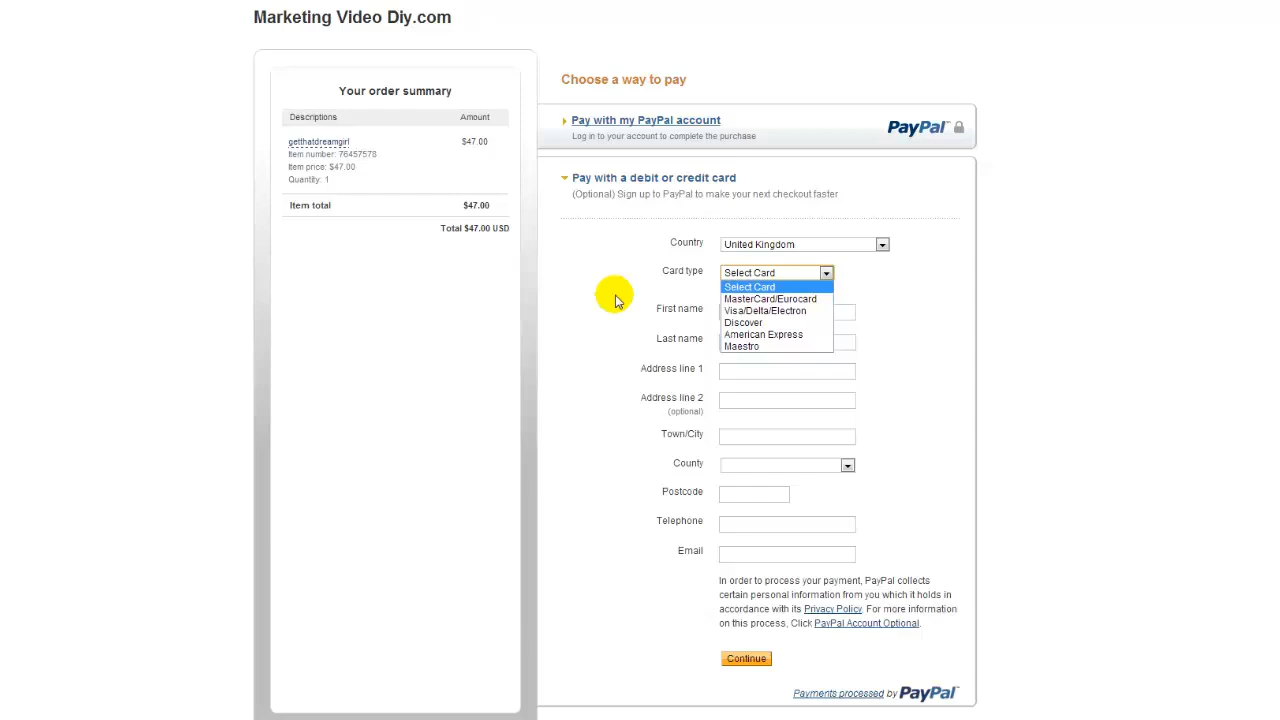 Marketing Video Diy.com
Your order summary
Descriptions Amount
getthatdreamgirl $47.00
Item number: 76457578
Item price: $47.00
Quantity: 1
Item total $47.00
Total $47.00 USD
Choose a way to pay
Pay with my PayPal account
Log in to your account to complete the purchase
PayPal™
Pay with a debit or credit card
(Optional) Sign up to PayPal to make your next checkout faster
Country United Kingdom
Card type Select Card
Select Card
MasterCard/Eurocard
Visa/Delta/Electron
Discover
American Express
Maestro
First name
Last name
Address line 1
Address line 2
(optional)
Town/City
County
Postcode
Telephone
Email
In order to process your payment, PayPal collects
certain personal information from you which it holds in
accordance with its Privacy Policy. For more information
on this process, Click PayPal Account Optional.
Continue
Payments processed by PayPal